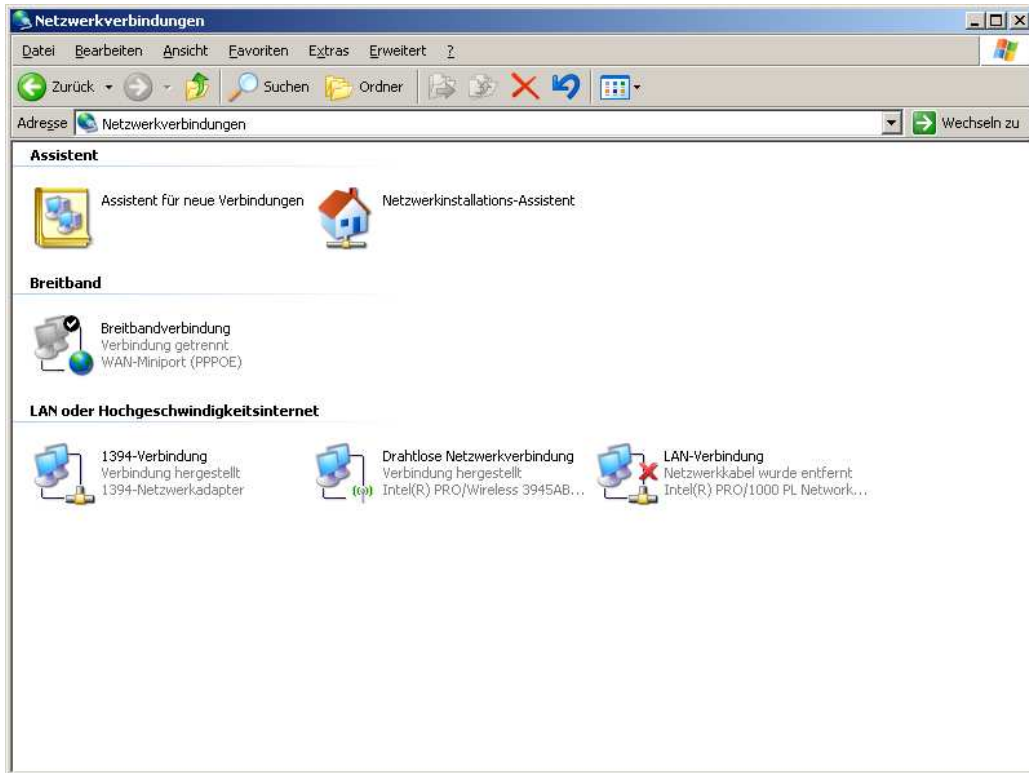 Netzwerkverbindungen
Datei Bearbeiten Ansicht Favoriten Extras Erweitert ?
Zurück Suchen Ordner
Adresse Netzwerkverbindungen Wechseln zu
Assistent
Assistent für neue Verbindungen Netzwerkinstallations-Assistent
Breitband
Breitbandverbindung
Verbindung getrennt
WAN-Miniport (PPPOE)
LAN oder Hochgeschwindigkeitsinternet
1394-Verbindung
Verbindung hergestellt
1394-Netzwerkadapter
Drahtlose Netzwerkverbindung
Verbindung hergestellt
Intel(R) PRO/Wireless 3945AB...
LAN-Verbindung
Netzwerkkabel wurde entfernt
Intel(R) PRO/1000 PL Network...